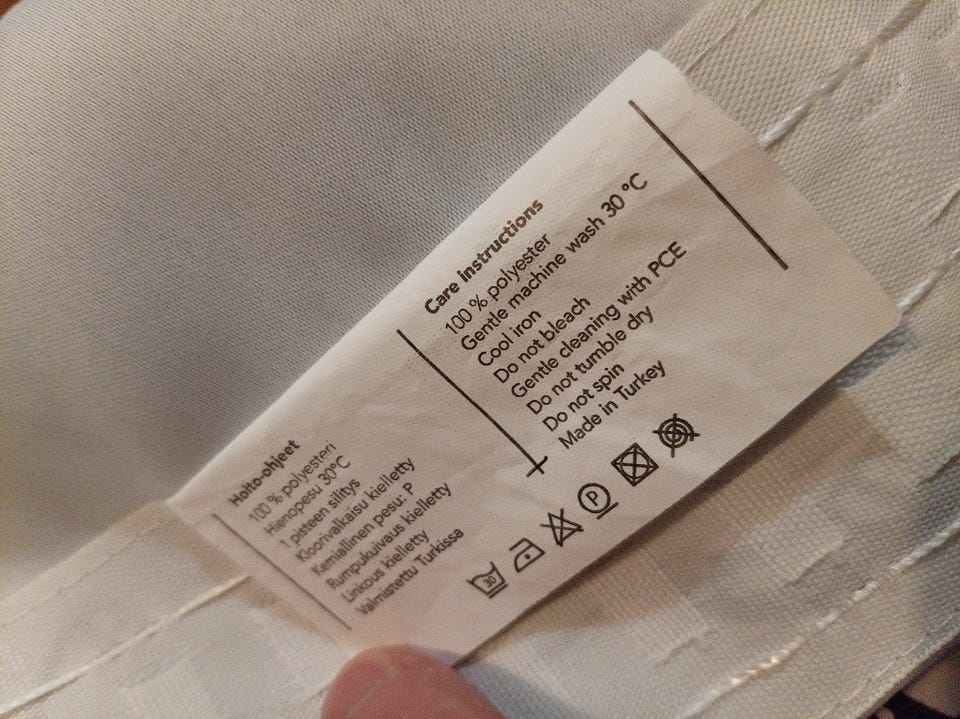 Hoito-ohjeet
100 % polyesteri
Hienopesu 30°C
1 pisteen silitys
Kloorivalkaisu kielletty
Kemiallinen pesu: P
Rumpukuivaus kielletty
Linkous kielletty
Valmistettu Turkissa
Care instructions
100 % polyester
Gentle machine wash 30 °C
Cool iron
Do not bleach
Gentle cleaning with PCE
Do not tumble dry
Do not spin
Made in Turkey
30°
P